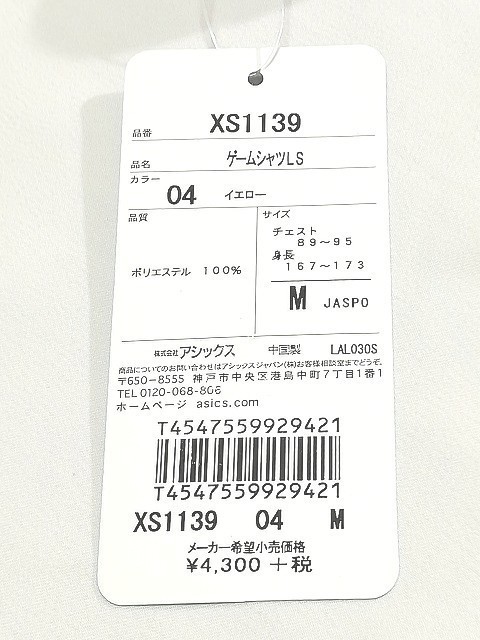 品番 XS1139
品名 ゲームシャツLS
カラー 04 イエロー
品質
ポリエステル 100%
サイズ
チェスト
89～95
身長
167～173
M JASPO
株式会社アシックス 中国製 LAL030S
商品についてのお問い合わせはアシックスジャパン(株)お客様相談室までどうぞ。
〒650-8555 神戸市中央区港島中町7丁目1番1
TEL0120-068-806
ホームページ asics.com
T4547559929421
T4547559929421
XS1139 04 M
メーカー希望小売価格
¥4,300+税